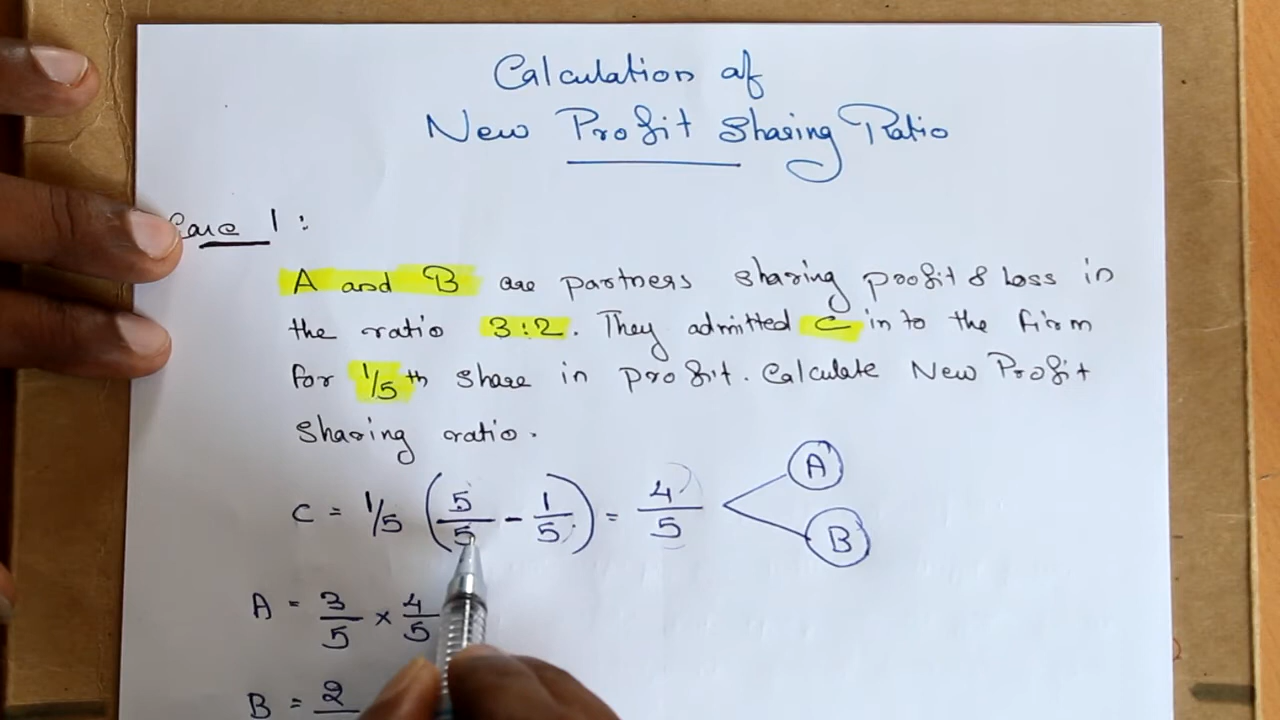 Calculation of
New Profit Sharing Ratio
Case 1 :
A and B are partners sharing profit & Loss in
the ratio 3:2. They admitted C in to the firm
for 1/5 th share in profit. Calculate New Profit
Sharing ratio.
C = 1/5 (5/5 - 1/5) = 4/5 A B
A = 3/5 × 4/5
B = 2